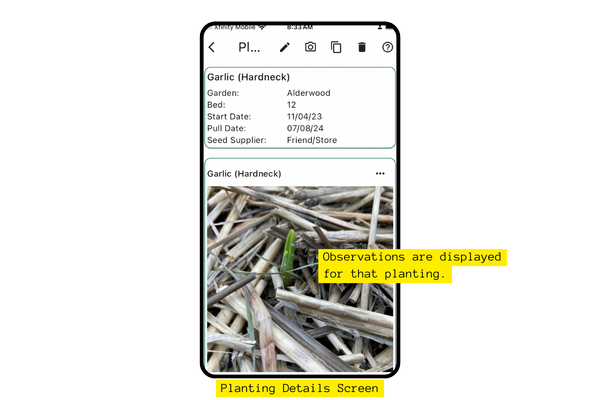 Xfinity Mobile 8:33 AM
Pl...
Garlic (Hardneck)
Garden: Alderwood
Bed: 12
Start Date: 11/04/23
Pull Date: 07/08/24
Seed Supplier: Friend/Store
Garlic (Hardneck)
Observations are displayed
for that planting.
Planting Details Screen